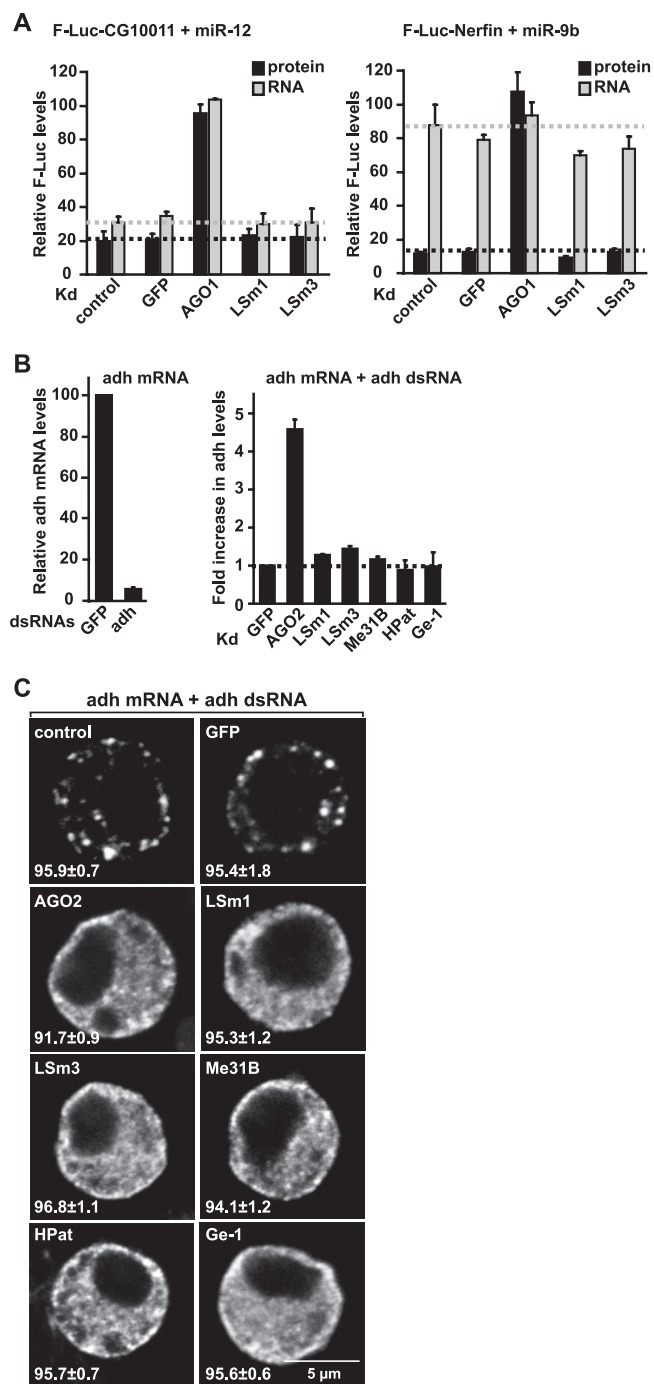 A
F-Luc-CG10011 + miR-12
F-Luc-Nerfin + miR-9b
protein
RNA
Relative F-Luc levels
120
100
80
60
40
20
0
Kd
control
GFP
AGO1
LSm1
LSm3
protein
RNA
Relative F-Luc levels
120
100
80
60
40
20
0
Kd
control
GFP
AGO1
LSm1
LSm3
B
adh mRNA
adh mRNA + adh dsRNA
Relative adh mRNA levels
100
80
60
40
20
0
dsRNAs
GFP
adh
Fold increase in adh levels
5
4
3
2
1
0
Kd
GFP
AGO2
LSm1
LSm3
Me31B
HPat
Ge-1
C
adh mRNA + adh dsRNA
control
GFP
95.9±0.7
95.4±1.8
AGO2
LSm1
91.7±0.9
95.3±1.2
LSm3
Me31B
96.8±1.1
94.1±1.2
HPat
Ge-1
95.7±0.7
95.6±0.6
5 µm